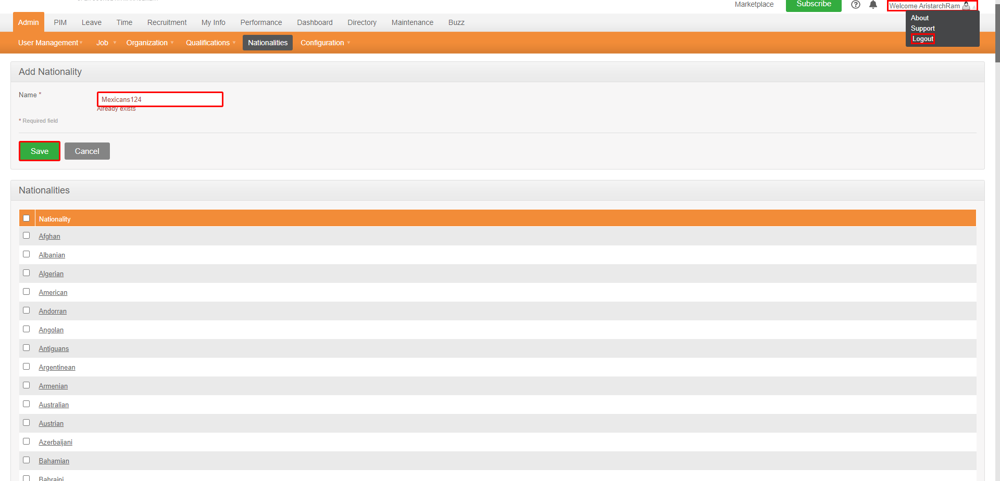 Marketplace
Subscribe
Welcome AristarchRam
About
Support
Logout
Admin PIM Leave Time Recruitment My Info Performance Dashboard Directory Maintenance Buzz
User Management Job Organization Qualifications Nationalities Configuration
Add Nationality
Name *
Mexicans124
Already exists
* Required field
Save Cancel
Nationalities
Nationality
Afghan
Albanian
Algerian
American
Andorran
Angolan
Antiguans
Argentinean
Armenian
Australian
Austrian
Azerbaijani
Bahamian
Bahraini